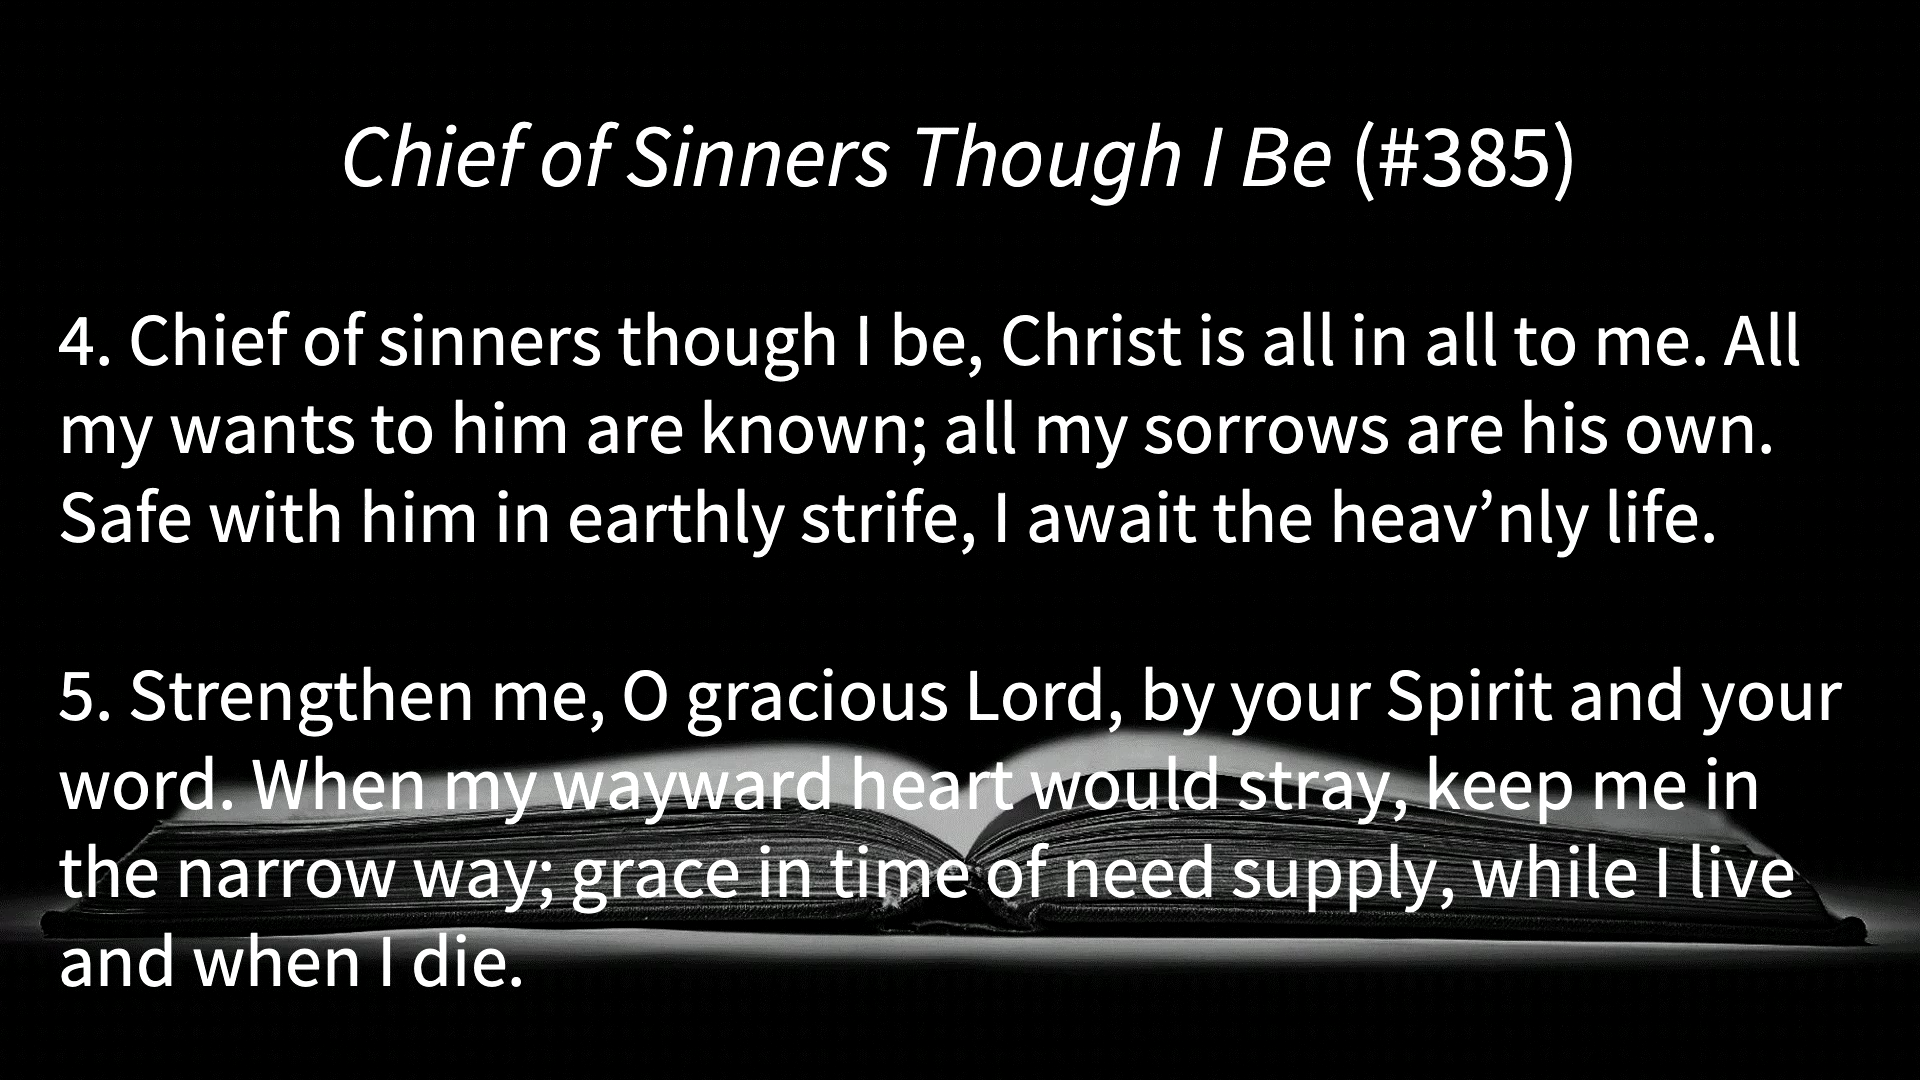 Chief of Sinners Though I Be (#385)
4. Chief of sinners though I be, Christ is all in all to me. All
my wants to him are known; all my sorrows are his own.
Safe with him in earthly strife, I await the heav’nly life.
5. Strengthen me, O gracious Lord, by your Spirit and your
word. When my wayward heart would stray, keep me in
the narrow way; grace in time of need supply, while I live
and when I die.